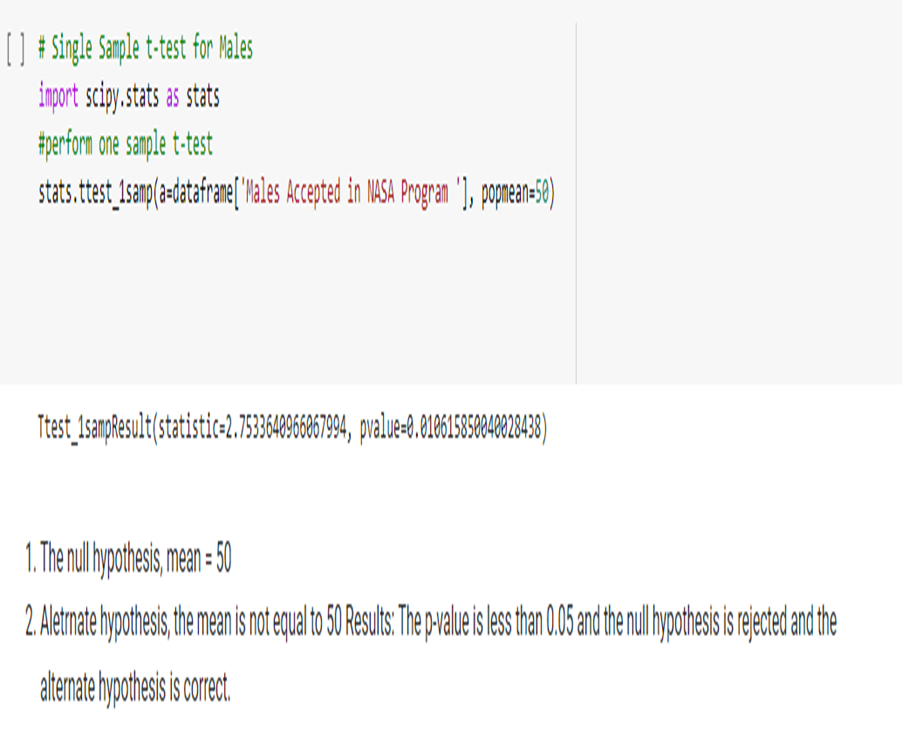 [ ] # Single Sample t-test for Males
import scipy.stats as stats
#perform one sample t-test
stats.ttest_1samp(a=dataframe['Males Accepted in NASA Program '], popmean=50)
Ttest_1sampResult(statistic=2.7533640966067994, pvalue=0.010615850040028438)
1. The null hypothesis, mean = 50
2. Aletrnate hypothesis, the mean is not equal to 50 Results: The p-value is less than 0.05 and the null hypothesis is rejected and the
alternate hypothesis is correct.